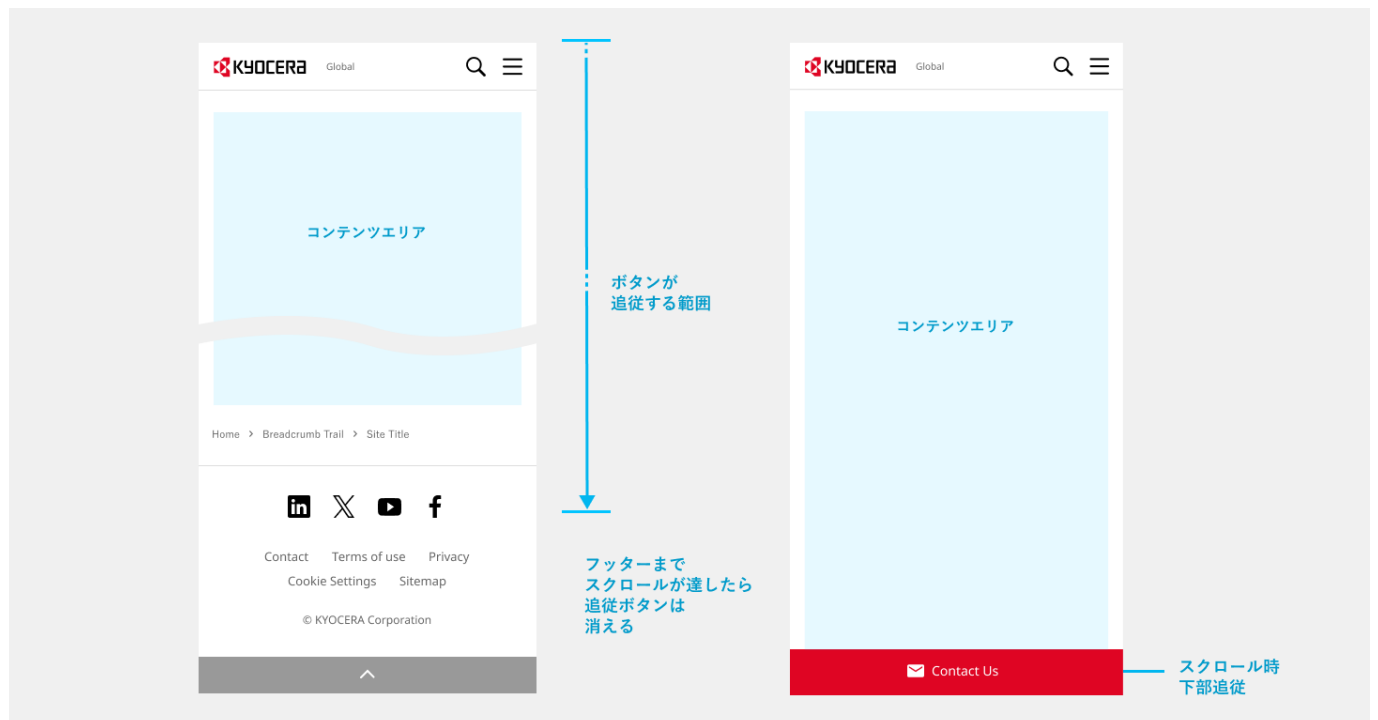 KYOCERA Global
コンテンツエリア
Home > Breadcrumb Trail > Site Title
in X f
Contact Terms of use Privacy
Cookie Settings Sitemap
© KYOCERA Corporation
ボタンが
追従する範囲
フッターまで
スクロールが達したら
追従ボタンは
消える
KYOCERA Global
コンテンツエリア
Contact Us
スクロール時
下部追従